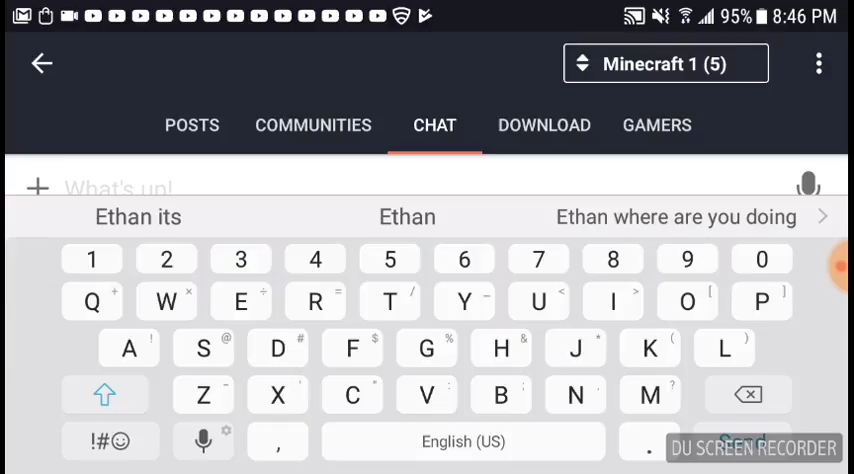 95% 8:46 PM
Minecraft 1 (5)
POSTS COMMUNITIES CHAT DOWNLOAD GAMERS
What's up!
Ethan its Ethan Ethan where are you doing >
1 2 3 4 5 6 7 8 9 0
Q + W × E ÷ R = T / Y _ U < I > O [ P ]
A ! S @ D # F $ G % H & J * K ( L )
Z - X ' C " V : B ; N , M ?
!#☺ , English (US) . Send
DU SCREEN RECORDER